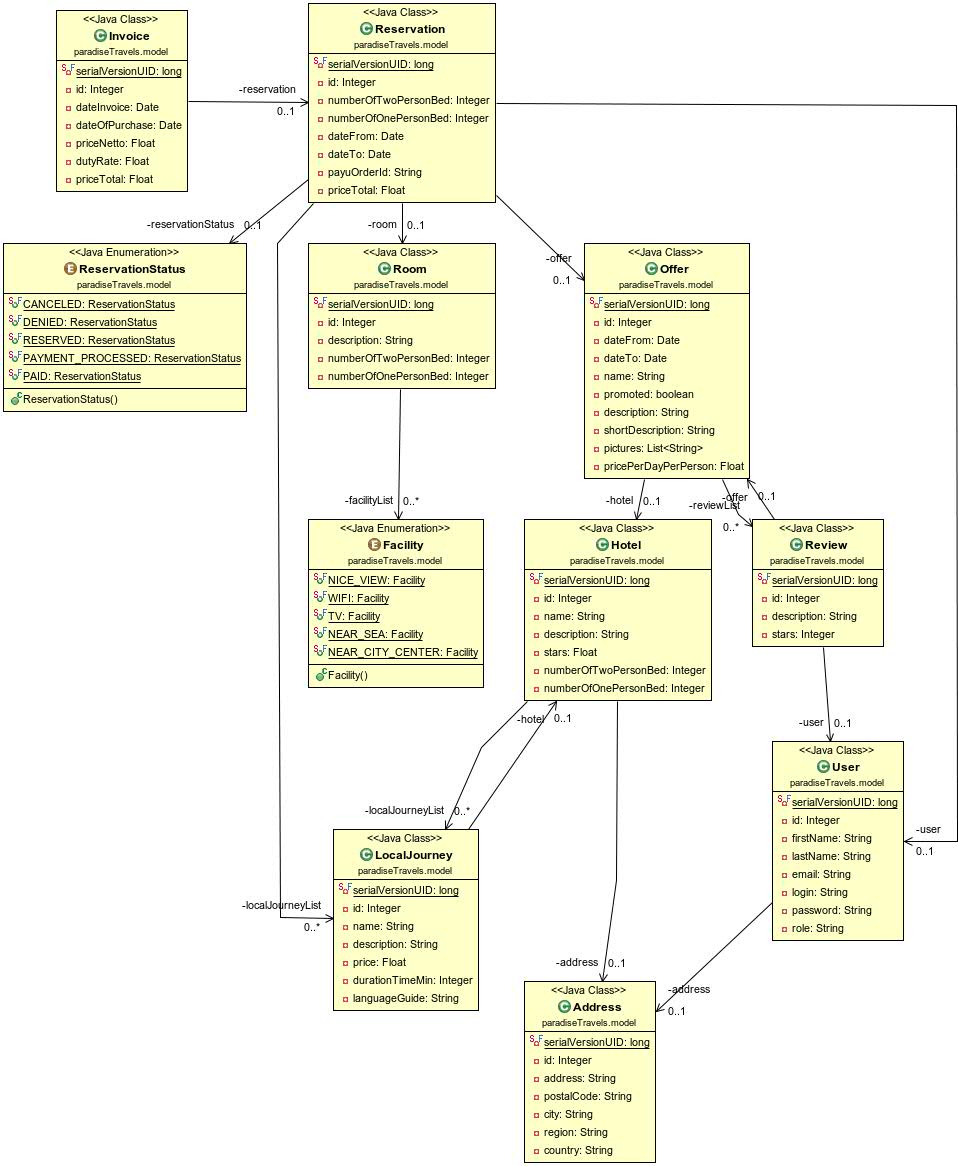 <<Java Class>>
Invoice
paradiseTravels.model
serialVersionUID: long
id: Integer
dateInvoice: Date
dateOfPurchase: Date
priceNetto: Float
dutyRate: Float
priceTotal: Float
-reservation
0..1
<<Java Class>>
Reservation
paradiseTravels.model
serialVersionUID: long
id: Integer
numberOfTwoPersonBed: Integer
numberOfOnePersonBed: Integer
dateFrom: Date
dateTo: Date
payuOrderId: String
priceTotal: Float
-reservationStatus 0..1
-room 0..1
-offer
0..1
<<Java Enumeration>>
ReservationStatus
paradiseTravels.model
CANCELED: ReservationStatus
DENIED: ReservationStatus
RESERVED: ReservationStatus
PAYMENT_PROCESSED: ReservationStatus
PAID: ReservationStatus
ReservationStatus()
<<Java Class>>
Room
paradiseTravels.model
serialVersionUID: long
id: Integer
description: String
numberOfTwoPersonBed: Integer
numberOfOnePersonBed: Integer
<<Java Class>>
Offer
paradiseTravels.model
serialVersionUID: long
id: Integer
dateFrom: Date
dateTo: Date
name: String
promoted: boolean
description: String
shortDescription: String
pictures: List<String>
pricePerDayPerPerson: Float
-facilityList 0..*
-hotel 0..1
-offer 0..1
-reviewList
0..*
<<Java Enumeration>>
Facility
paradiseTravels.model
NICE_VIEW: Facility
WIFI: Facility
TV: Facility
NEAR_SEA: Facility
NEAR_CITY_CENTER: Facility
Facility()
<<Java Class>>
Hotel
paradiseTravels.model
serialVersionUID: long
id: Integer
name: String
description: String
stars: Float
numberOfTwoPersonBed: Integer
numberOfOnePersonBed: Integer
<<Java Class>>
Review
paradiseTravels.model
serialVersionUID: long
id: Integer
description: String
stars: Integer
-hotel 0..1
-user 0..1
-localJourneyList 0..*
<<Java Class>>
User
paradiseTravels.model
serialVersionUID: long
id: Integer
firstName: String
lastName: String
email: String
login: String
password: String
role: String
-user
0..1
<<Java Class>>
LocalJourney
paradiseTravels.model
serialVersionUID: long
id: Integer
name: String
description: String
price: Float
durationTimeMin: Integer
languageGuide: String
-localJourneyList
0..*
-address 0..1
-address
0..1
<<Java Class>>
Address
paradiseTravels.model
serialVersionUID: long
id: Integer
address: String
postalCode: String
city: String
region: String
country: String